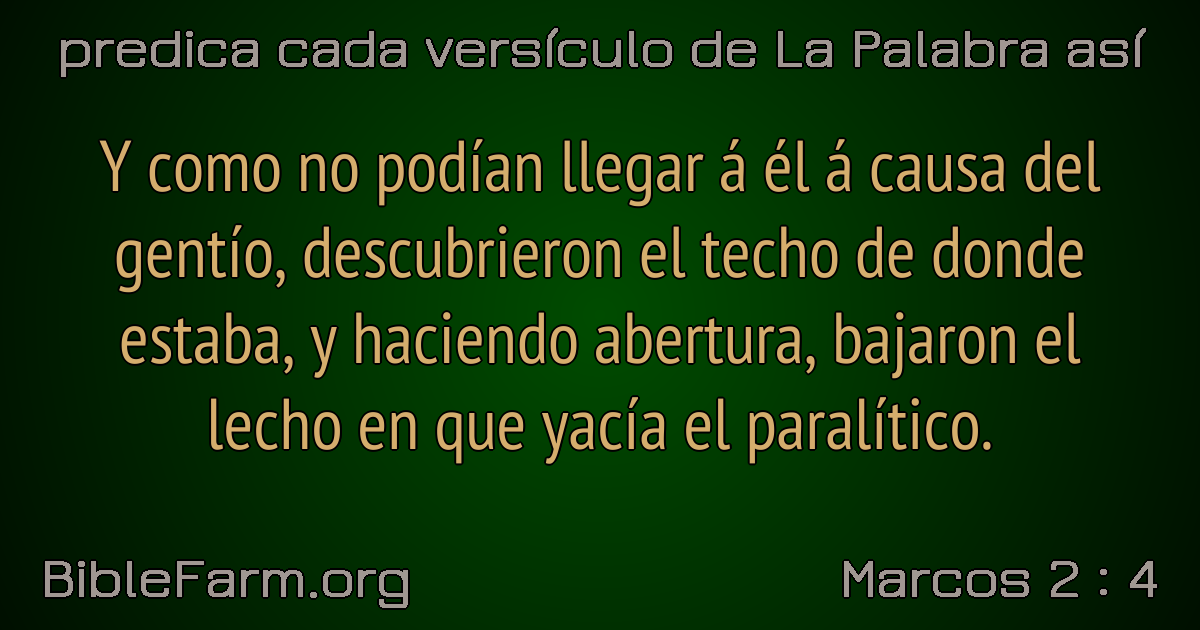 predica cada versículo de La Palabra así
Y como no podían llegar á él á causa del
gentío, descubrieron el techo de donde
estaba, y haciendo abertura, bajaron el
lecho en que yacía el paralítico.
BibleFarm.org
Marcos 2 : 4